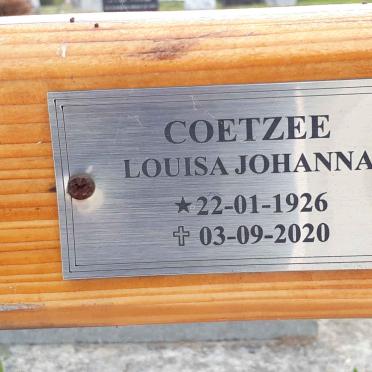 COETZEE
LOUISA JOHANNA
★22-01-1926
✝ 03-09-2020